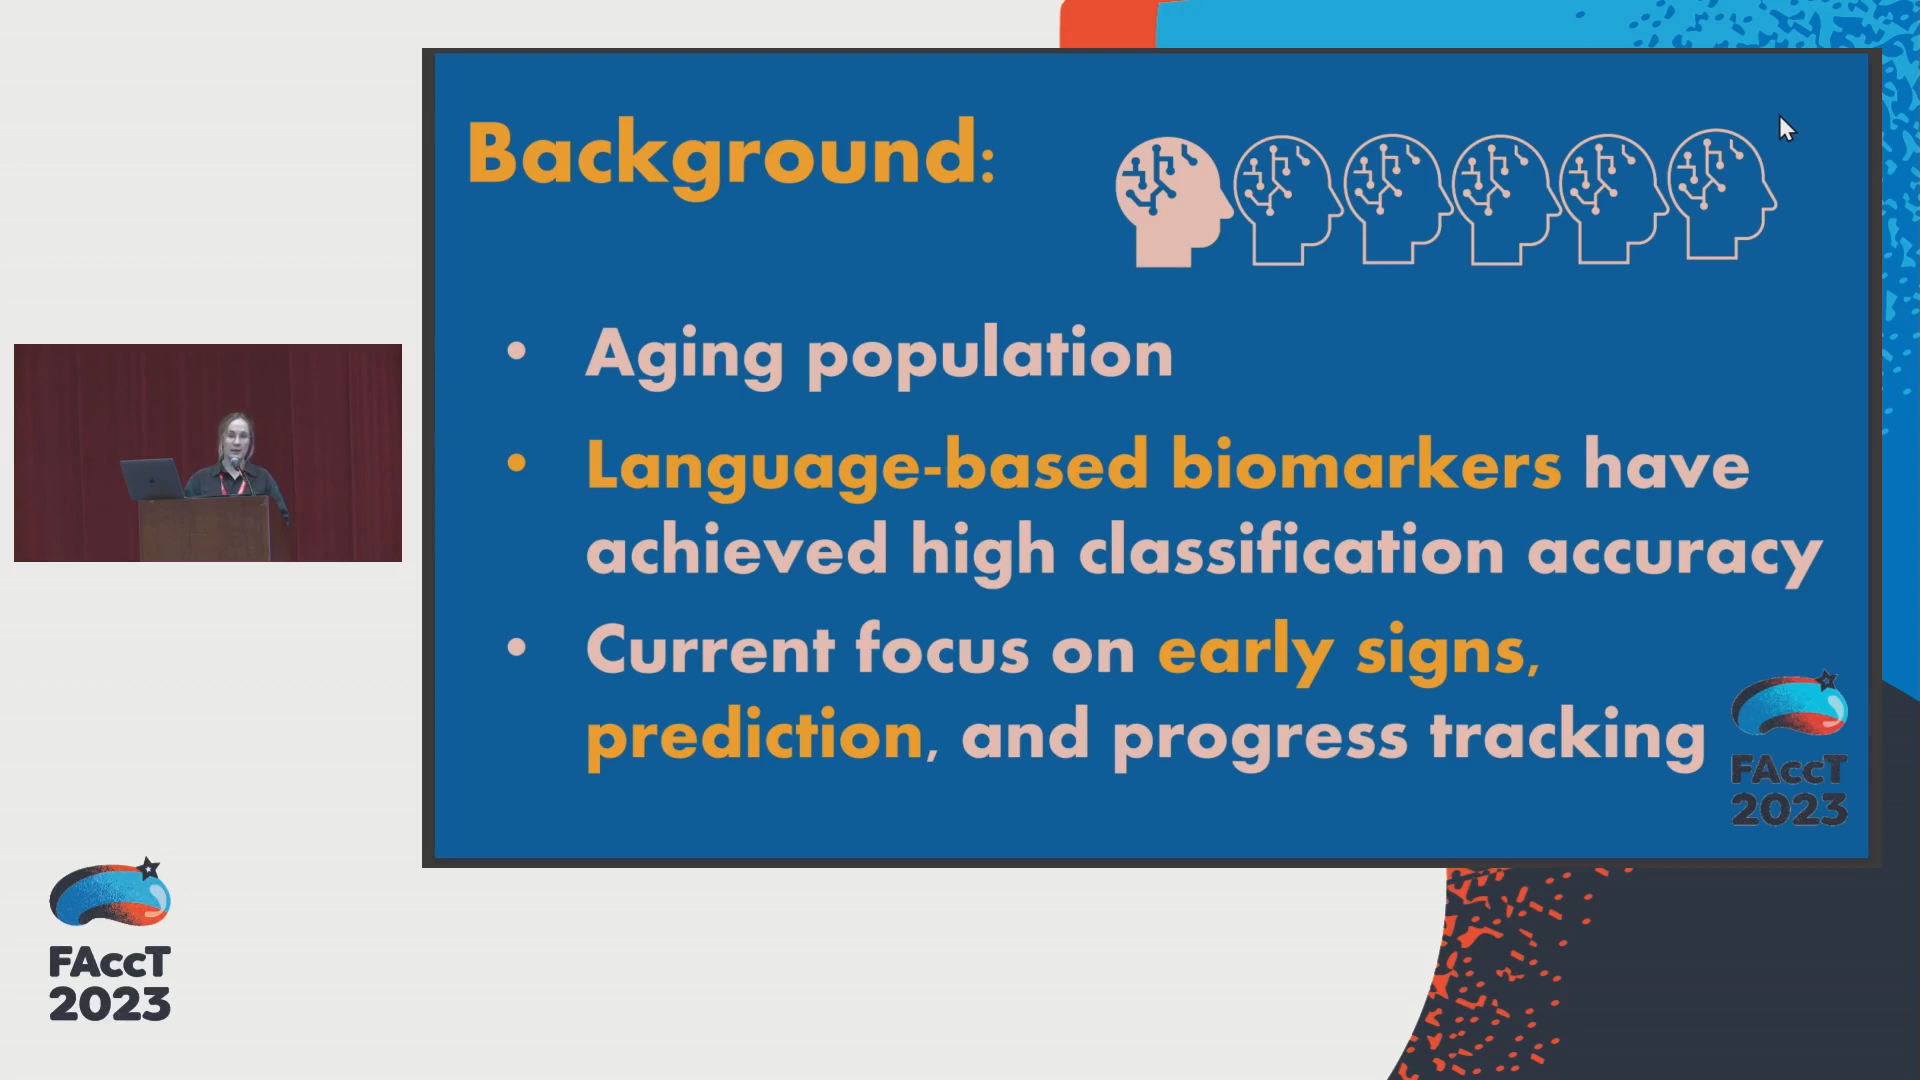 Background:
• Aging population
• Language-based biomarkers have
achieved high classification accuracy
• Current focus on early signs,
prediction, and progress tracking
FAccT
2023
FAccT
2023